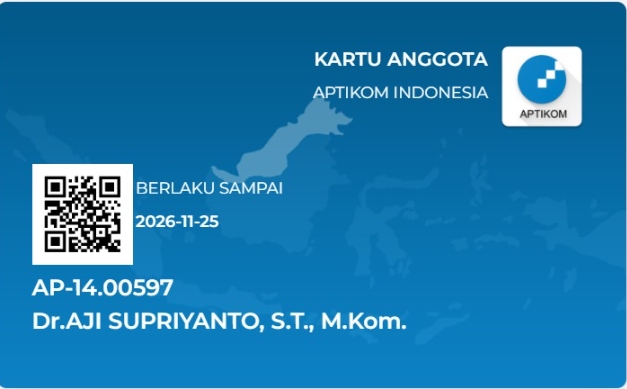 KARTU ANGGOTA
APTIKOM INDONESIA
APTIKOM
BERLAKU SAMPAI
2026-11-25
AP-14.00597
Dr.AJI SUPRIYANTO, S.T., M.Kom.